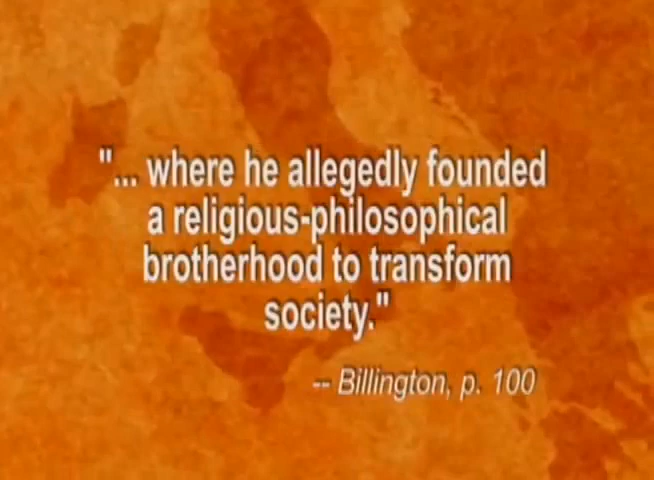 "... where he allegedly founded
a religious-philosophical
brotherhood to transform
society."
-- Billington, p. 100